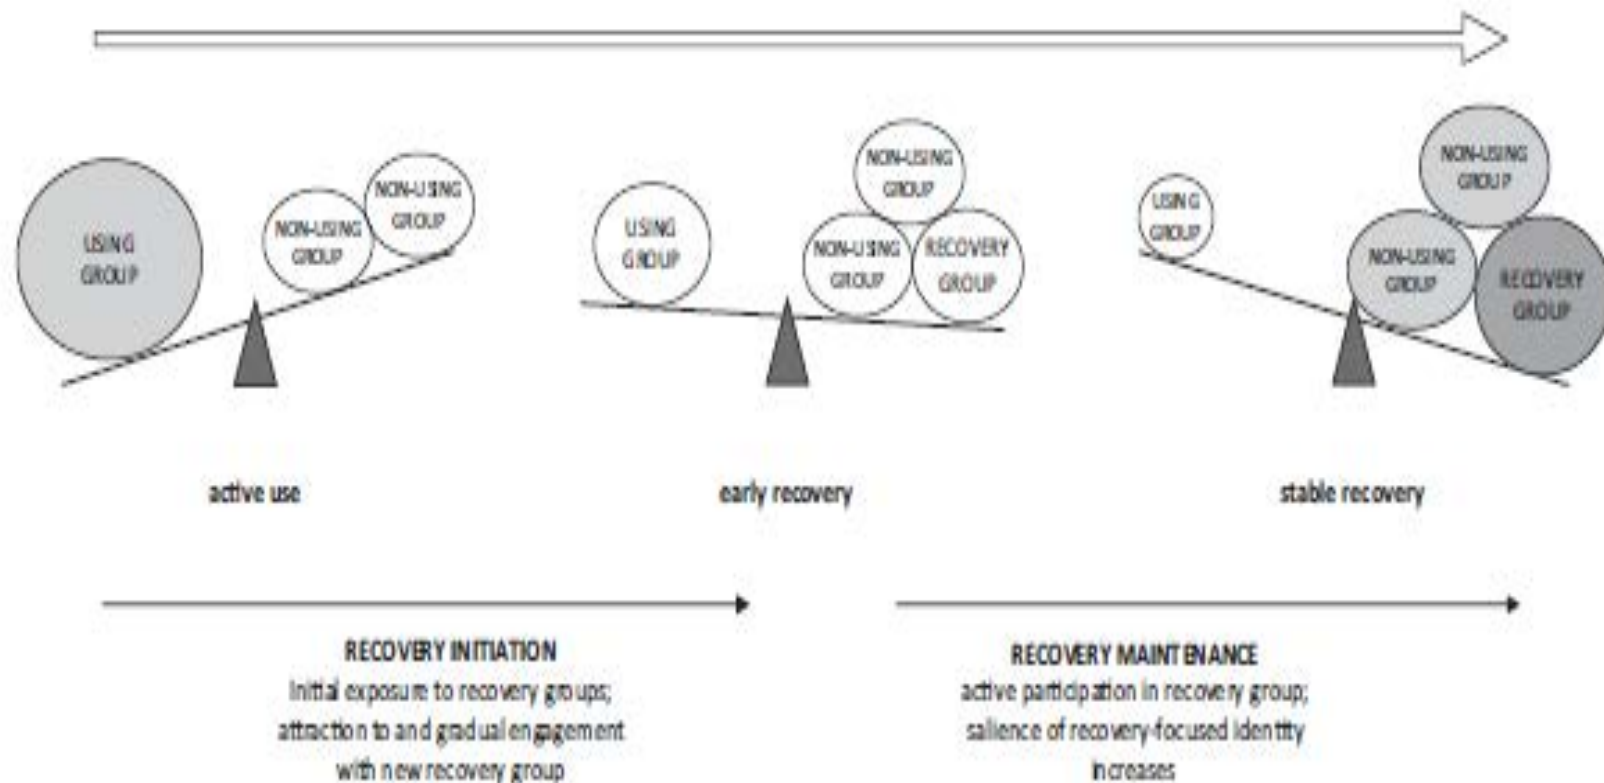 USING
GROUP
NON-USING
GROUP
NON-USING
GROUP
USING
GROUP
NON-USING
GROUP
NON-USING
GROUP
RECOVERY
GROUP
USING
GROUP
NON-USING
GROUP
NON-USING
GROUP
RECOVERY
GROUP
active use
early recovery
stable recovery
RECOVERY INITIATION
Initial exposure to recovery groups;
attraction to and gradual engagement
with new recovery group
RECOVERY MAINTENANCE
active participation in recovery group;
salience of recovery-focused identity
increases